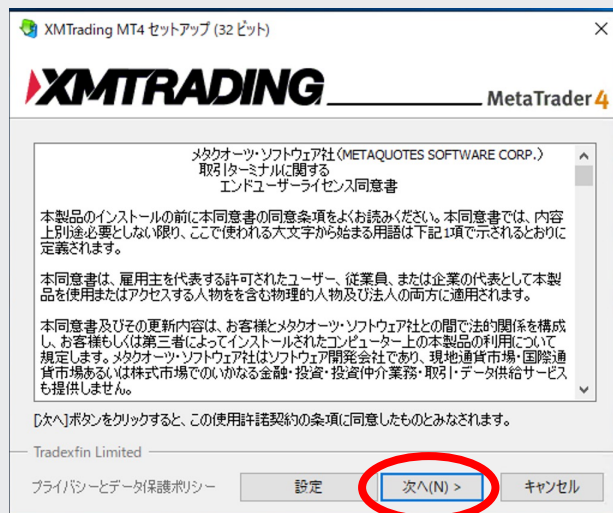 XMTrading MT4 セットアップ (32 ビット)
XMTRADING
MetaTrader 4
メタクオーツ・ソフトウェア社(METAQUOTES SOFTWARE CORP.)
取引ターミナルに関する
エンドユーザーライセンス同意書
本製品のインストールの前に本同意書の同意条項をよくお読みください。本同意書では、内容
上別途必要としない限り、ここで使われる大文字から始まる用語は下記1項で示されるとおりに
定義されます。
本同意書は、雇用主を代表する許可されたユーザー、従業員、または企業の代表として本製
品を使用またはアクセスする人物をを含む物理的人物及び法人の両方に適用されます。
本同意書及びその更新内容は、お客様とメタクオーツ・ソフトウェア社との間で法的関係を構成
し、お客様もしくは第三者によってインストールされたコンピューター上の本製品の利用について
規定します。メタクオーツ・ソフトウェア社はソフトウェア開発会社であり、現地通貨市場・国際通
貨市場あるいは株式市場でのいかなる金融・投資・投資仲介業務・取引・データ供給サービス
も提供しません。
[次へ]ボタンをクリックすると、この使用許諾契約の条項に同意したものとみなされます。
Tradexfin Limited
プライバシーとデータ保護ポリシー
設定
次へ(N) >
キャンセル